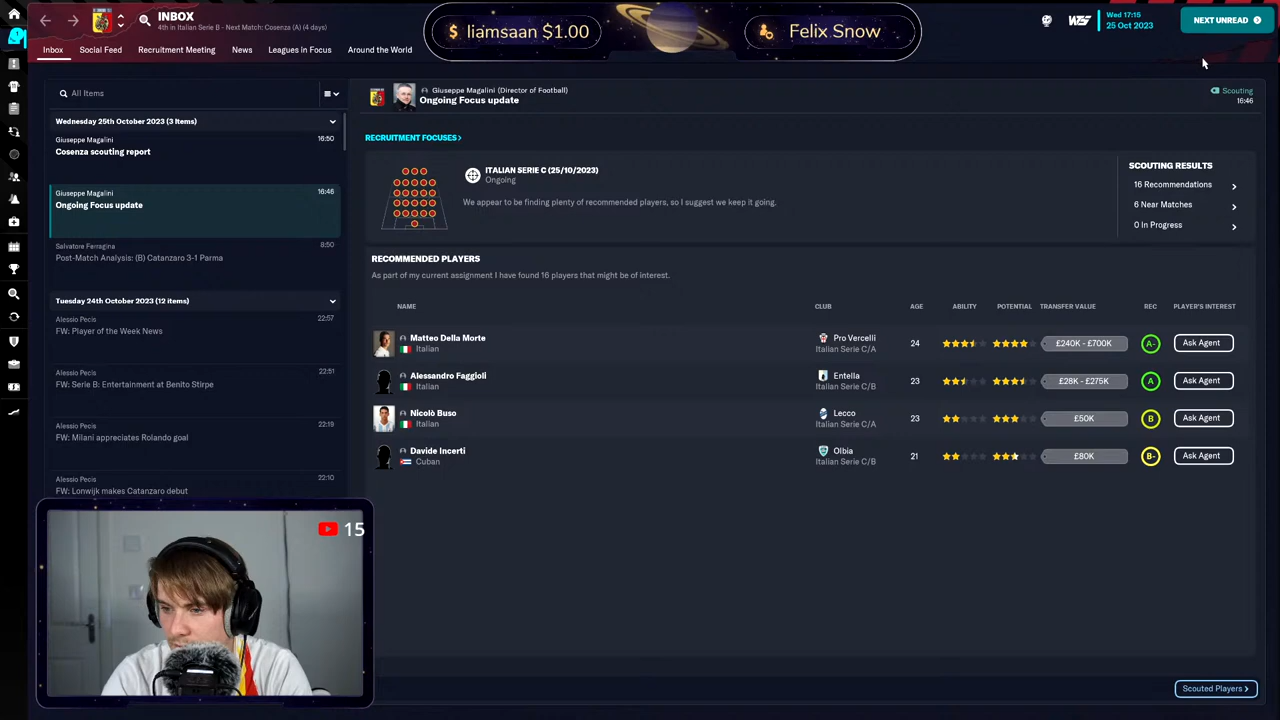 INBOX
4th in Italian Serie B - Next Match: Cosenza (A) (4 days)
liamsaan $1.00
Felix Snow
Wed 17:15
25 Oct 2023
NEXT UNREAD
Inbox
Social Feed
Recruitment Meeting
News
Leagues in Focus
Around the World
All Items
Wednesday 25th October 2023 (3 Items)
Giuseppe Magalini 16:50
Cosenza scouting report
Giuseppe Magalini 16:46
Ongoing Focus update
Salvatore Ferragina 8:50
Post-Match Analysis: (B) Catanzaro 3-1 Parma
Tuesday 24th October 2023 (12 items)
Alessio Pecis 22:57
FW: Player of the Week News
Alessio Pecis 22:51
FW: Serie B: Entertainment at Benito Stirpe
Alessio Pecis 22:19
FW: Milani appreciates Rolando goal
Alessio Pecis 22:10
FW: Lonwijk makes Catanzaro debut
15
Giuseppe Magalini (Director of Football)
Ongoing Focus update
Scouting
16:46
RECRUITMENT FOCUSES>
ITALIAN SERIE C (25/10/2023)
Ongoing
We appear to be finding plenty of recommended players, so I suggest we keep it going.
SCOUTING RESULTS
16 Recommendations
6 Near Matches
0 In Progress
RECOMMENDED PLAYERS
As part of my current assignment I have found 16 players that might be of interest.
NAME CLUB AGE ABILITY POTENTIAL TRANSFER VALUE REC PLAYER'S INTEREST
Matteo Della Morte Pro Vercelli 24 £240K - £700K A- Ask Agent
Italian Italian Serie C/A
Alessandro Faggioli Entella 23 £28K - £275K A Ask Agent
Italian Italian Serie C/B
Nicolò Buso Lecco 23 £50K B Ask Agent
Italian Italian Serie C/A
Davide Incerti Olbia 21 £80K B- Ask Agent
Cuban Italian Serie C/B
Scouted Players >